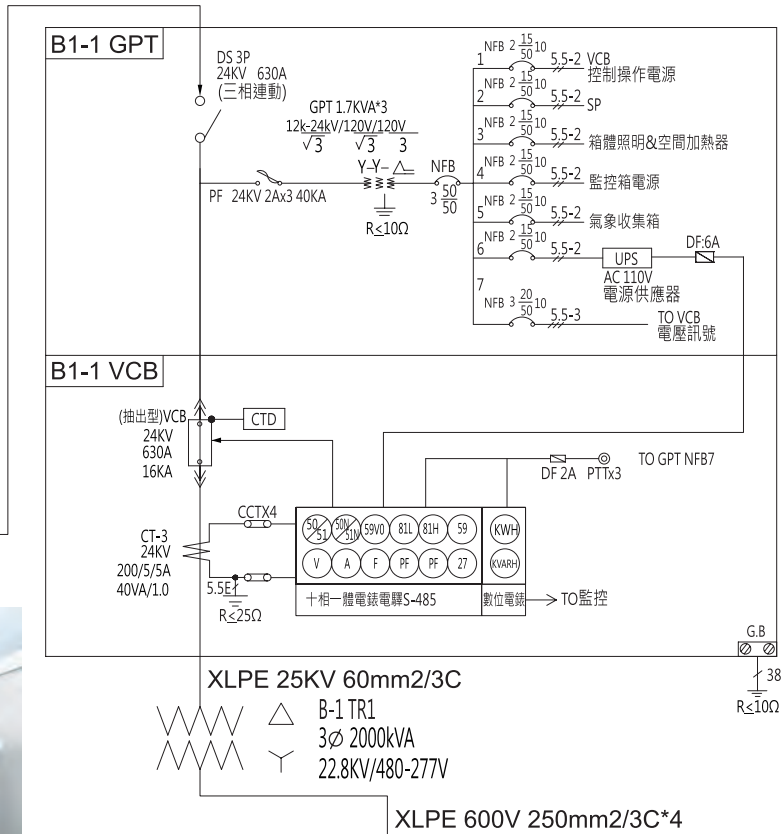 B1-1 GPT
DS 3P
24KV 630A
(三相連動)
GPT 1.7KVA*3
12k-24kV/120V/120V
√3 √3 3
Y-Y-
PF 24KV 2Ax3 40KA
R≤10Ω
NFB
3 50/50
1 NFB 2 15/50 10 5.5-2 VCB
控制操作電源
2 NFB 2 15/50 10 5.5-2 SP
3 NFB 2 15/50 10 5.5-2 箱體照明&空間加熱器
4 NFB 2 15/50 10 5.5-2 監控箱電源
5 NFB 2 15/50 10 5.5-2 氣象收集箱
6 NFB 2 15/50 10 5.5-2 UPS DF:6A
AC 110V
電源供應器
7 NFB 3 20/50 10 5.5-3 TO VCB
電壓訊號
B1-1 VCB
(抽出型)VCB
24KV
630A
16KA
CTD
DF 2A PTTx3 TO GPT NFB7
CCTX4
CT-3
24KV
200/5/5A
40VA/1.0
5.5E
R≤25Ω
50/51 50N/51N 59V0 81L 81H 59 KWH
V A F PF PF 27 KVARH
十相一體電錶電驛S-485 數位電錶 TO監控
G.B
38
R≤10Ω
XLPE 25KV 60mm2/3C
B-1 TR1
3∅ 2000kVA
22.8KV/480-277V
XLPE 600V 250mm2/3C*4